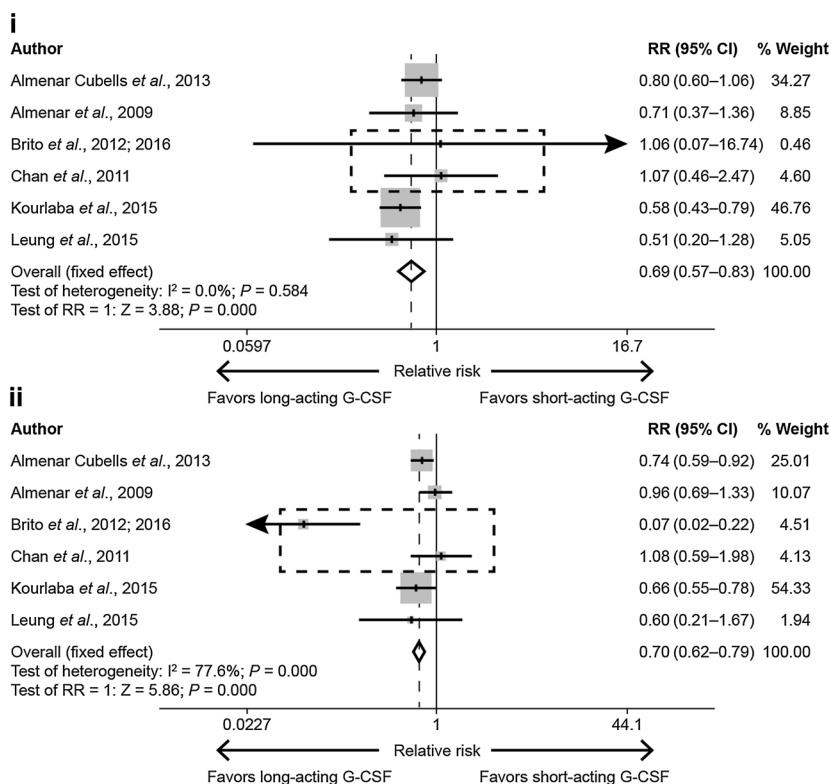 i
Author RR (95% CI) % Weight
Almenar Cubells et al., 2013 0.80 (0.60–1.06) 34.27
Almenar et al., 2009 0.71 (0.37–1.36) 8.85
Brito et al., 2012; 2016 1.06 (0.07–16.74) 0.46
Chan et al., 2011 1.07 (0.46–2.47) 4.60
Kourlaba et al., 2015 0.58 (0.43–0.79) 46.76
Leung et al., 2015 0.51 (0.20–1.28) 5.05
Overall (fixed effect) 0.69 (0.57–0.83) 100.00
Test of heterogeneity: I² = 0.0%; P = 0.584
Test of RR = 1: Z = 3.88; P = 0.000
0.0597 1 16.7
Relative risk
Favors long-acting G-CSF Favors short-acting G-CSF
ii
Author RR (95% CI) % Weight
Almenar Cubells et al., 2013 0.74 (0.59–0.92) 25.01
Almenar et al., 2009 0.96 (0.69–1.33) 10.07
Brito et al., 2012; 2016 0.07 (0.02–0.22) 4.51
Chan et al., 2011 1.08 (0.59–1.98) 4.13
Kourlaba et al., 2015 0.66 (0.55–0.78) 54.33
Leung et al., 2015 0.60 (0.21–1.67) 1.94
Overall (fixed effect) 0.70 (0.62–0.79) 100.00
Test of heterogeneity: I² = 77.6%; P = 0.000
Test of RR = 1: Z = 5.86; P = 0.000
0.0227 1 44.1
Relative risk
Favors long-acting G-CSF Favors short-acting G-CSF